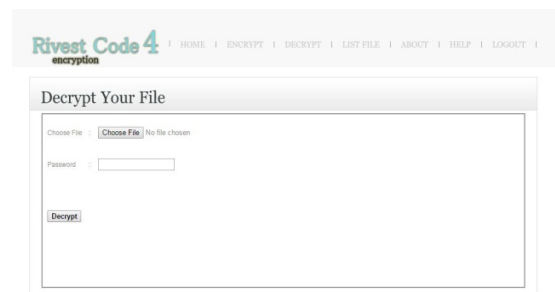 Rivest Code 4
encryption
I HOME I ENCRYPT I DECRYPT I LIST FILE I ABOUT I HELP I LOGOUT I
Decrypt Your File
Choose File : Choose File No file chosen
Password :
Decrypt